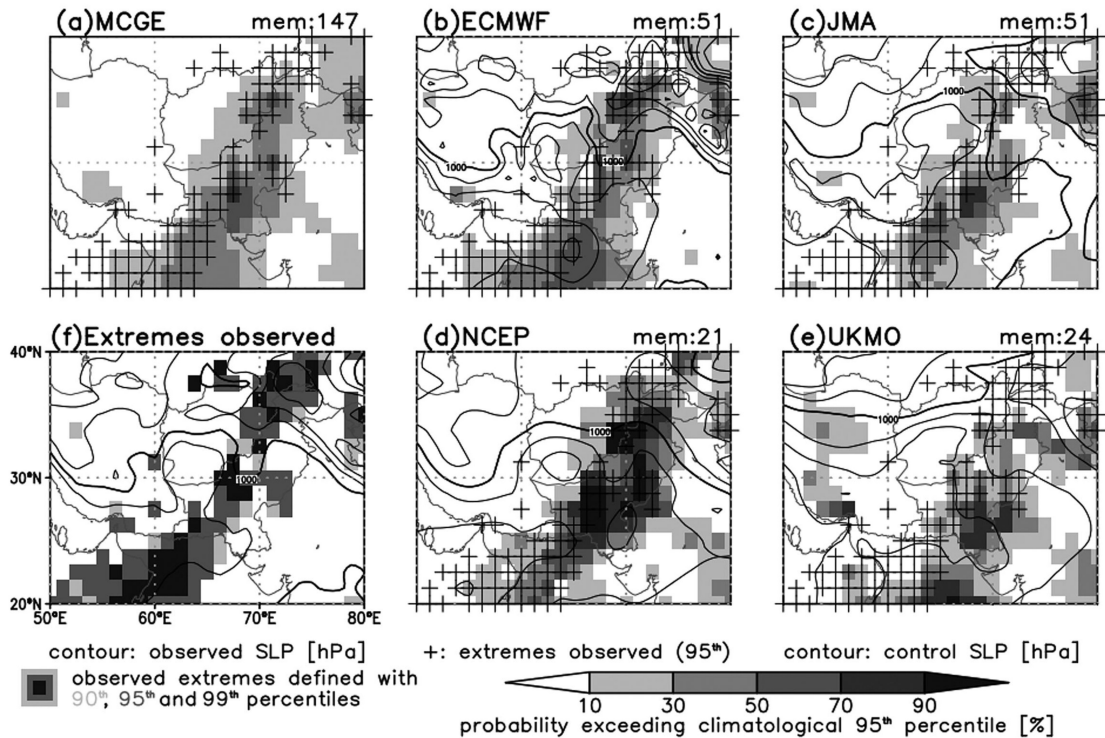 (a)MCGE mem:147
(b)ECMWF mem:51
(c)JMA mem:51
1000
1000
1000
(f)Extremes observed
(d)NCEP mem:21
(e)UKMO mem:24
40°N
30°N
20°N
1000
1000
1000
50°E 60°E 70°E 80°E
contour: observed SLP [hPa]
+: extremes observed (95ᵗʰ)
contour: control SLP [hPa]
observed extremes defined with
90ᵗʰ, 95ᵗʰ and 99ᵗʰ percentiles
10 30 50 70 90
probability exceeding climatological 95ᵗʰ percentile [%]